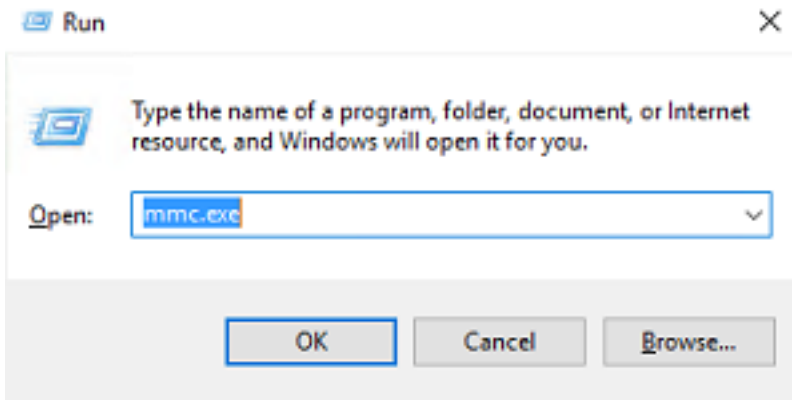 Run
Type the name of a program, folder, document, or Internet
resource, and Windows will open it for you.
Open: mmc.exe
OK Cancel Browse...